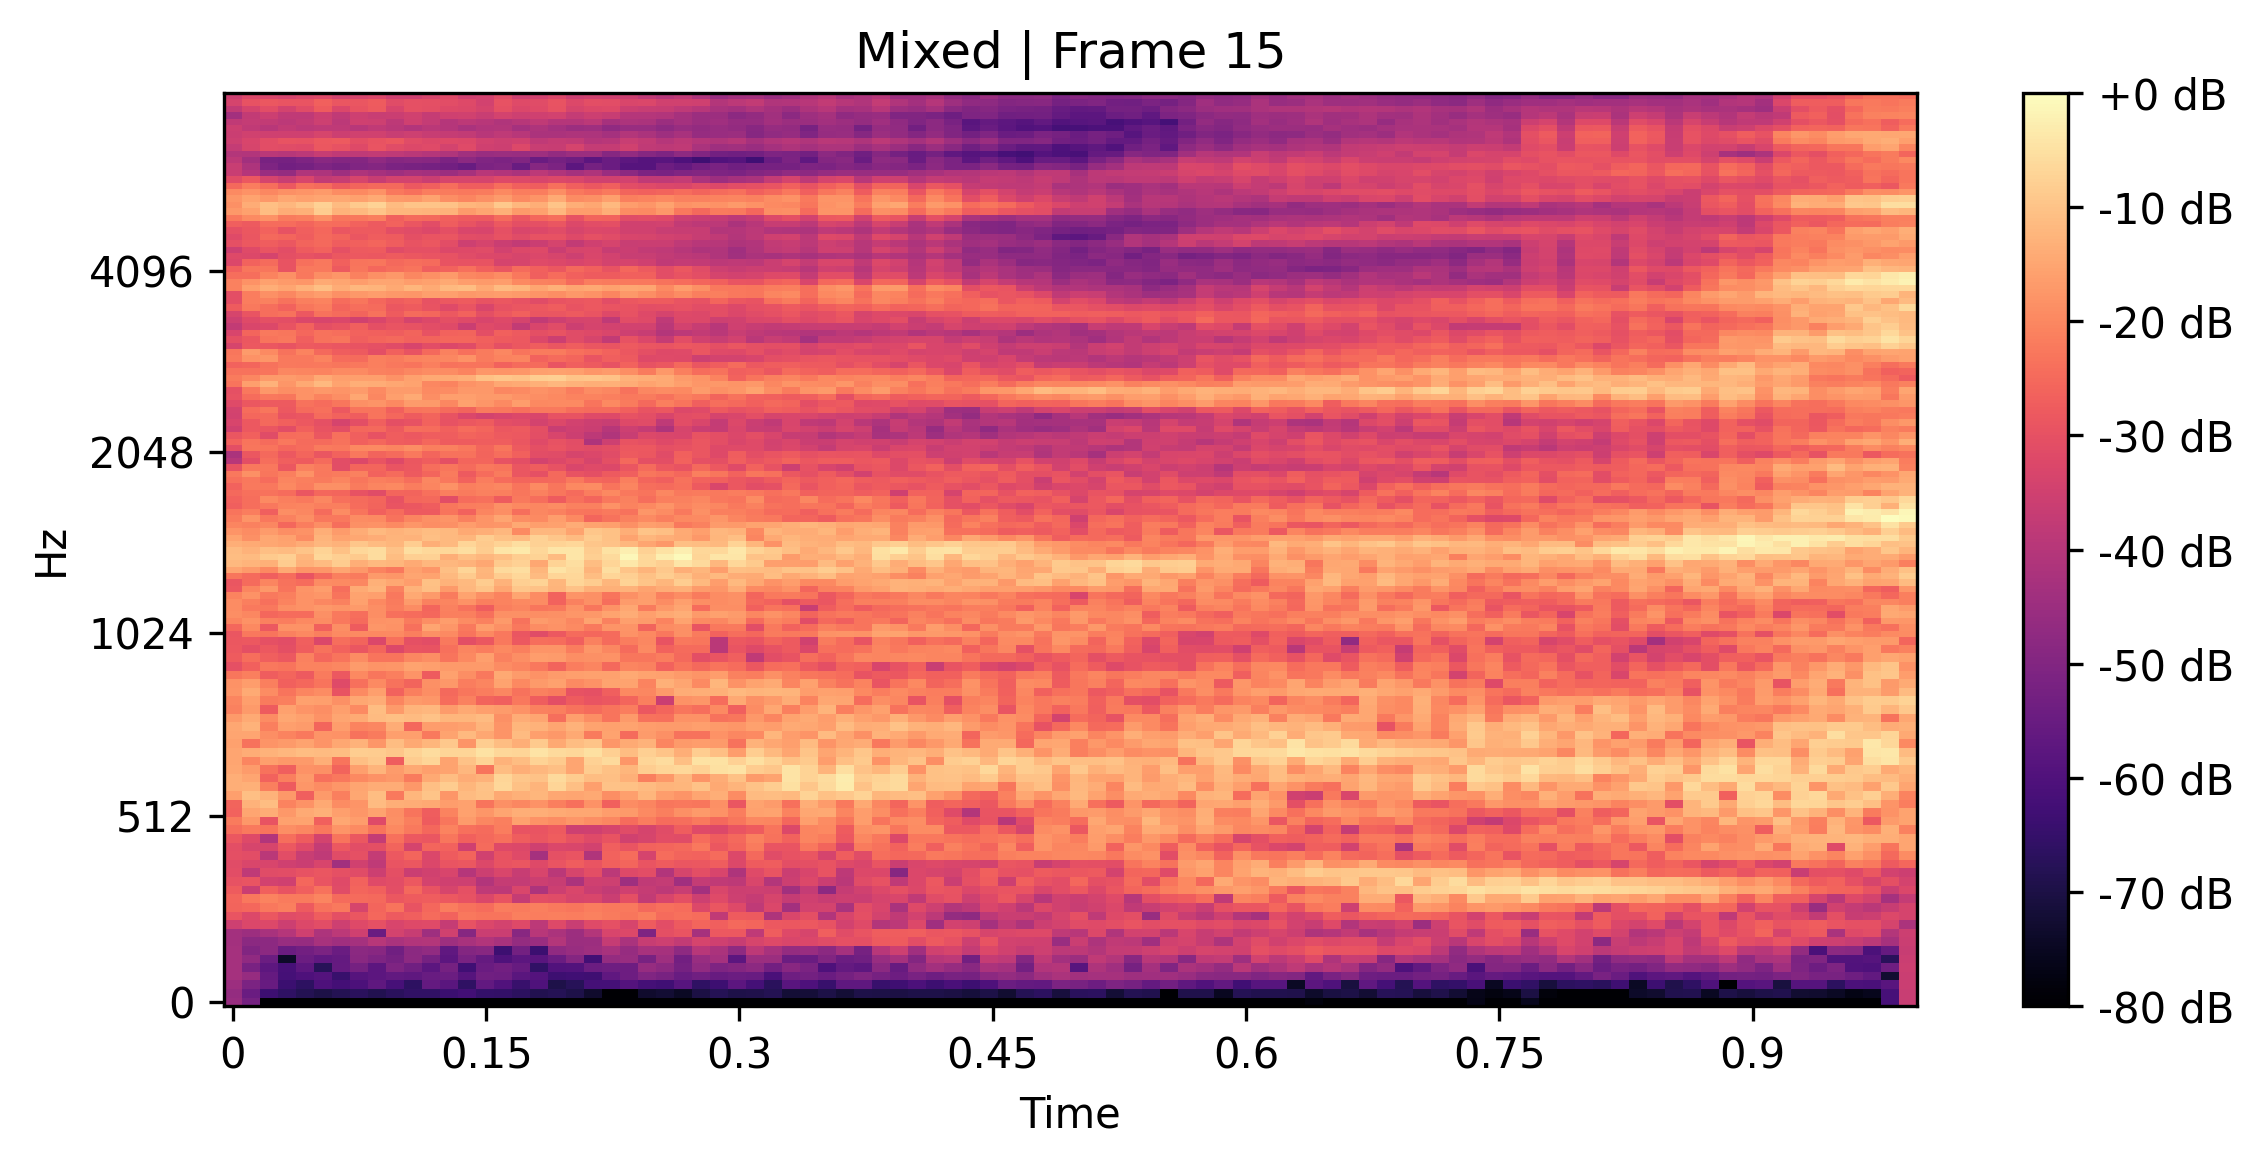 Mixed | Frame 15
+0 dB
-10 dB
-20 dB
-30 dB
-40 dB
-50 dB
-60 dB
-70 dB
-80 dB
Hz
4096
2048
1024
512
0
0 0.15 0.3 0.45 0.6 0.75 0.9
Time